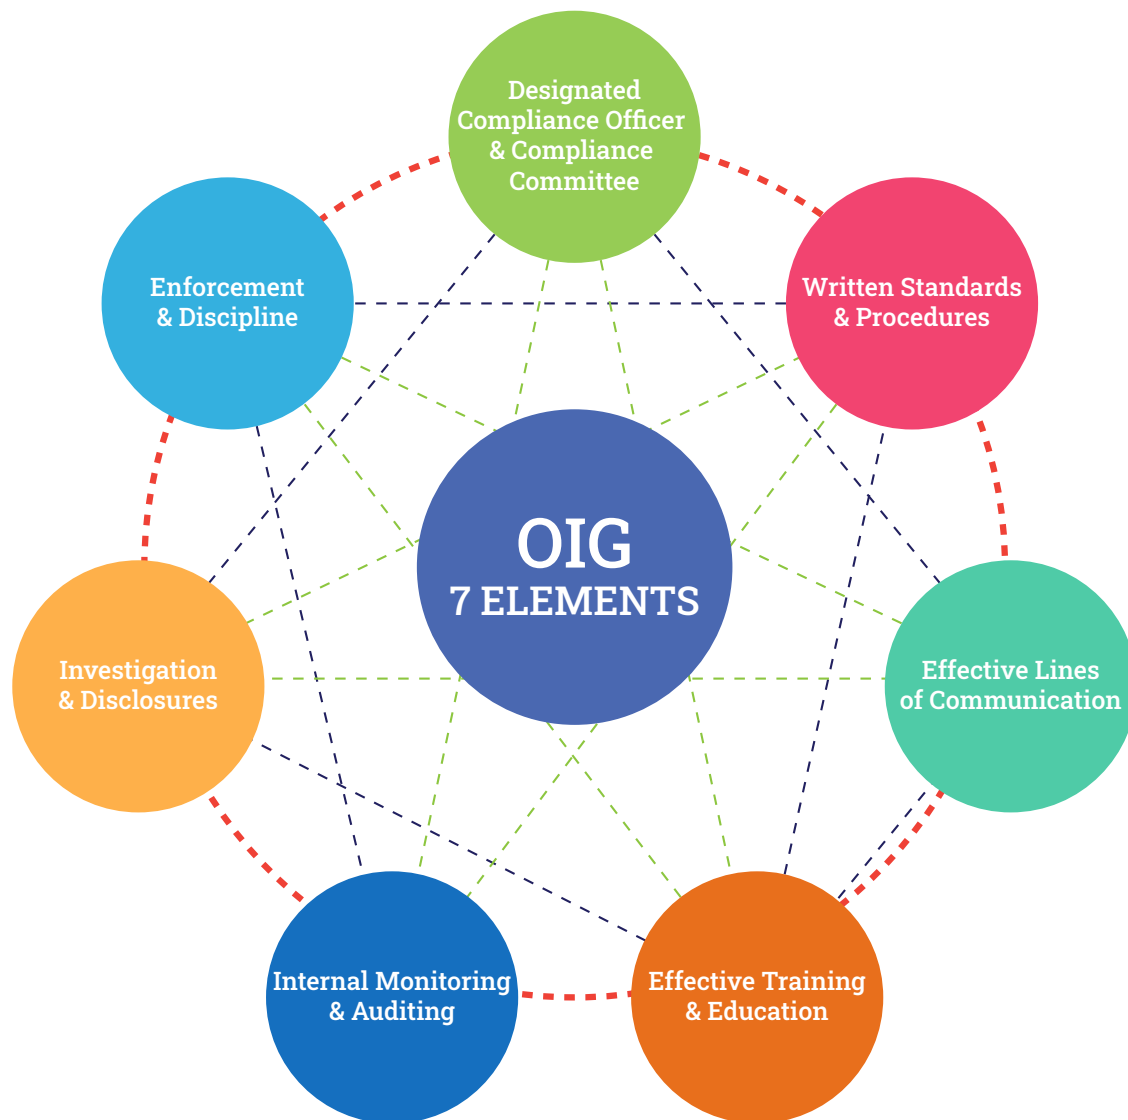 Designated
Compliance Officer
& Compliance
Committee
Enforcement
& Discipline
Written Standards
& Procedures
OIG
7 ELEMENTS
Investigation
& Disclosures
Effective Lines
of Communication
Internal Monitoring
& Auditing
Effective Training
& Education